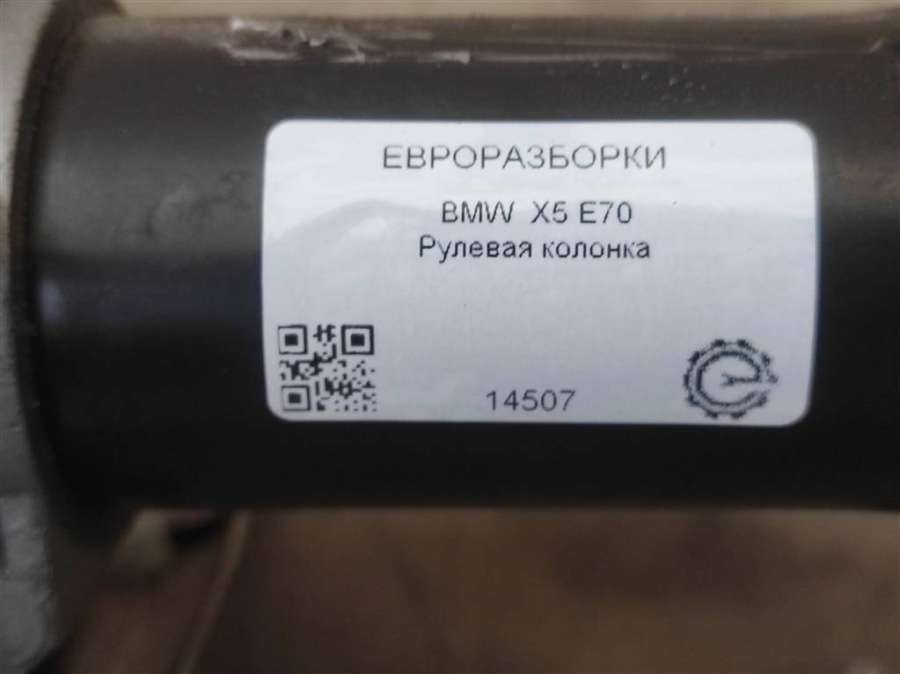 ЕВРОРАЗБОРКИ
BMW X5 E70
Рулевая колонка
14507